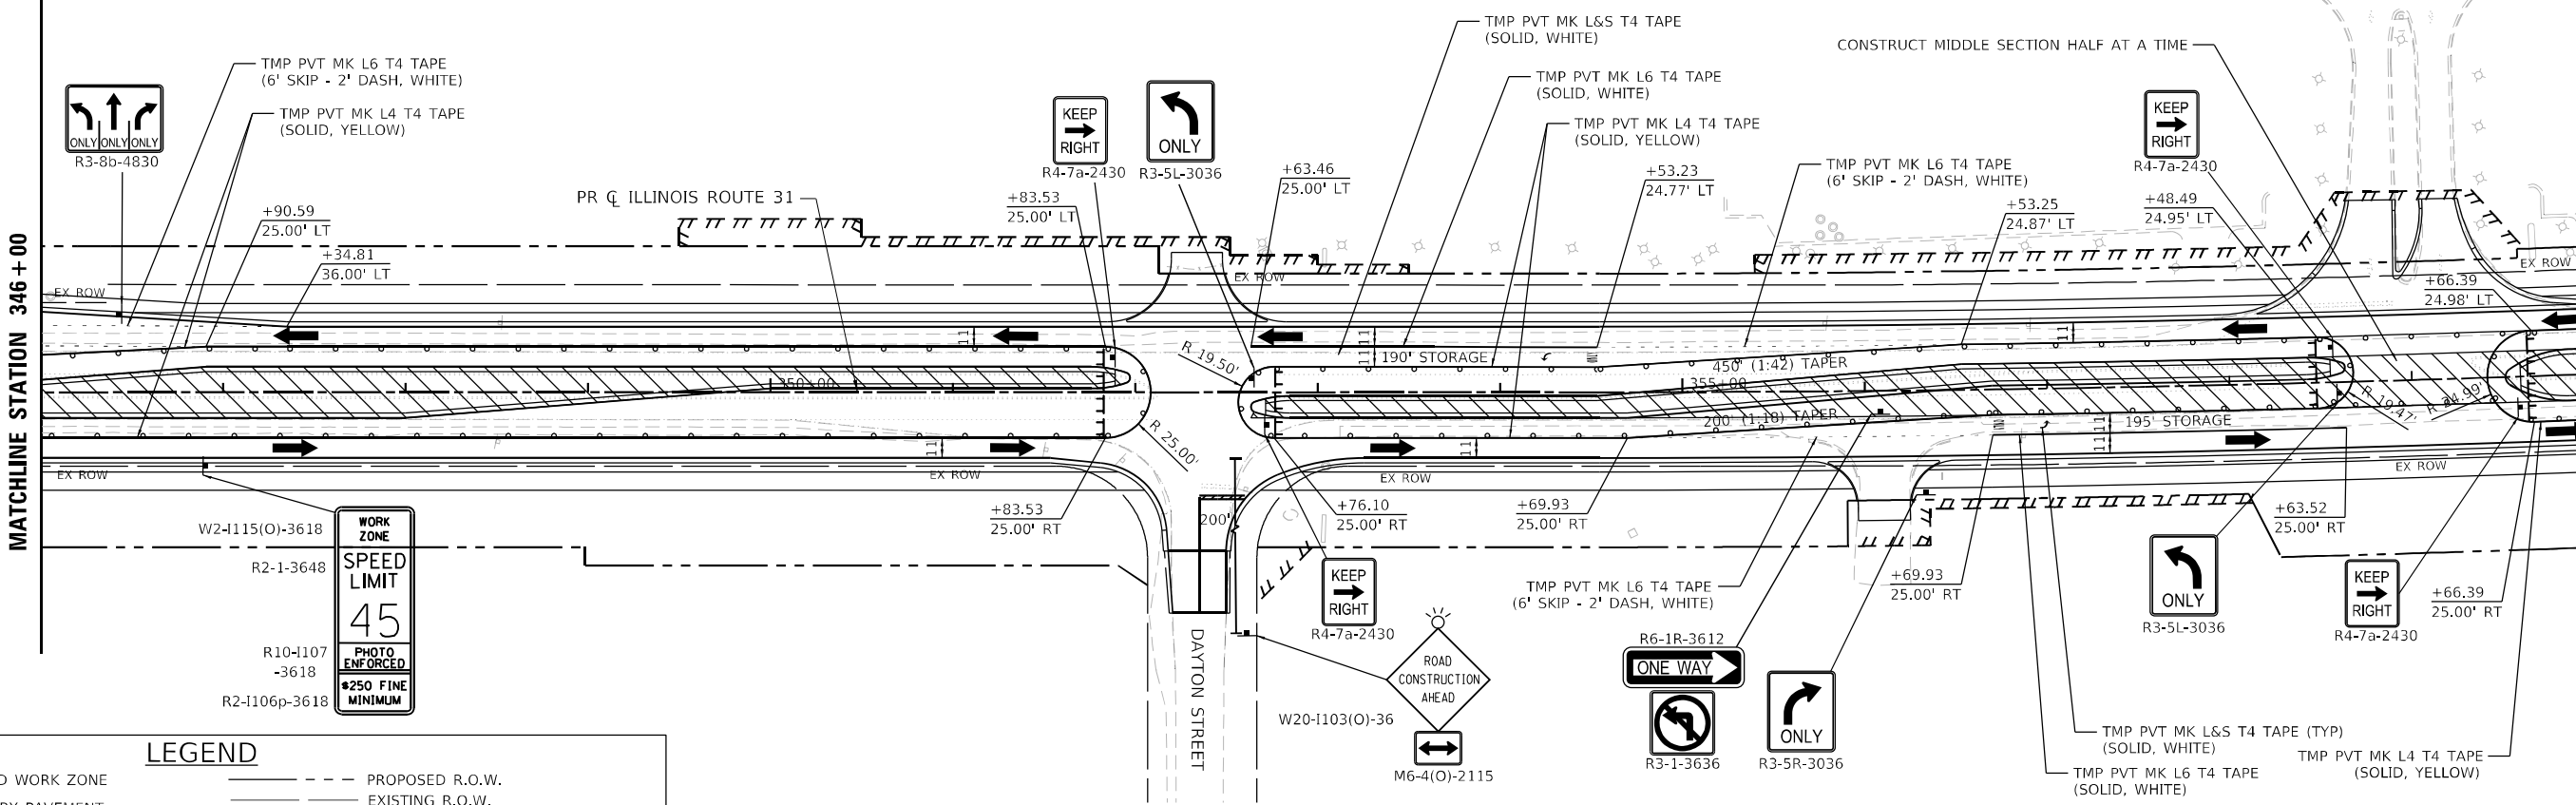 MATCHLINE STATION 346+00
ONLY ONLY ONLY
R3-8b-4830
TMP PVT MK L6 T4 TAPE
(6' SKIP - 2' DASH, WHITE)
TMP PVT MK L4 T4 TAPE
(SOLID, YELLOW)
+90.59
25.00' LT
+34.81
36.00' LT
EX ROW
PR ℄ ILLINOIS ROUTE 31
KEEP
RIGHT
R4-7a-2430
ONLY
R3-5L-3036
+83.53
25.00' LT
+63.46
25.00' LT
TMP PVT MK L&S T4 TAPE
(SOLID, WHITE)
TMP PVT MK L6 T4 TAPE
(SOLID, WHITE)
TMP PVT MK L4 T4 TAPE
(SOLID, YELLOW)
+53.23
24.77' LT
CONSTRUCT MIDDLE SECTION HALF AT A TIME
TMP PVT MK L6 T4 TAPE
(6' SKIP - 2' DASH, WHITE)
+53.25
24.87' LT
KEEP
RIGHT
R4-7a-2430
+48.49
24.95' LT
+66.39
24.98' LT
EX ROW
EX ROW
11
11
11
11
190' STORAGE
R 19.50'
350+00
450' (1:42) TAPER
355+00
200' (1:18) TAPER
11
11
11
195' STORAGE
R 19.47'
R 24.99'
R 25.00'
11
11
EX ROW
EX ROW
EX ROW
EX ROW
+83.53
25.00' RT
200'
+76.10
25.00' RT
+69.93
25.00' RT
+69.93
25.00' RT
+63.52
25.00' RT
+66.39
25.00' RT
W2-I115(O)-3618
WORK
ZONE
R2-1-3648
SPEED
LIMIT
45
R10-I107
-3618
PHOTO
ENFORCED
R2-I106p-3618
$250 FINE
MINIMUM
DAYTON STREET
KEEP
RIGHT
R4-7a-2430
ROAD
CONSTRUCTION
AHEAD
W20-I103(O)-36
M6-4(O)-2115
TMP PVT MK L6 T4 TAPE
(6' SKIP - 2' DASH, WHITE)
R6-1R-3612
ONE WAY
R3-1-3636
ONLY
R3-5R-3036
ONLY
R3-5L-3036
KEEP
RIGHT
R4-7a-2430
TMP PVT MK L&S T4 TAPE (TYP)
(SOLID, WHITE)
TMP PVT MK L6 T4 TAPE
(SOLID, WHITE)
TMP PVT MK L4 T4 TAPE
(SOLID, YELLOW)
LEGEND
D WORK ZONE
PROPOSED R.O.W.
EXISTING R.O.W.